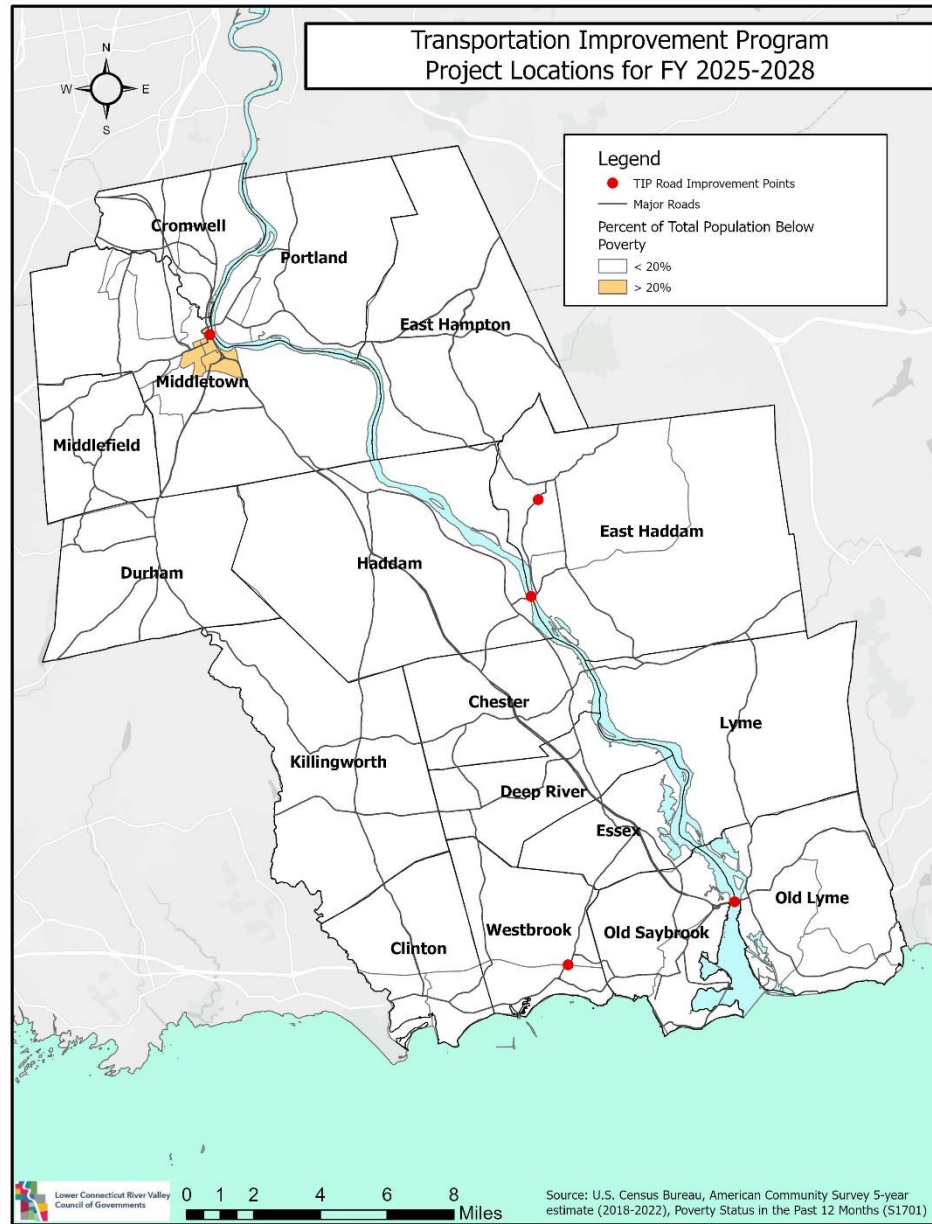 Transportation Improvement Program
Project Locations for FY 2025-2028
N
W
E
S
Legend
TIP Road Improvement Points
Major Roads
Percent of Total Population Below
Poverty
< 20%
> 20%
Cromwell
Portland
East Hampton
Middletown
Middlefield
East Haddam
Haddam
Durham
Chester
Lyme
Killingworth
Deep River
Essex
Old Lyme
Westbrook
Old Saybrook
Clinton
Lower Connecticut River Valley
Council of Governments
0 1 2 4 6 8
Miles
Source: U.S. Census Bureau, American Community Survey 5-year
estimate (2018-2022), Poverty Status in the Past 12 Months (S1701)